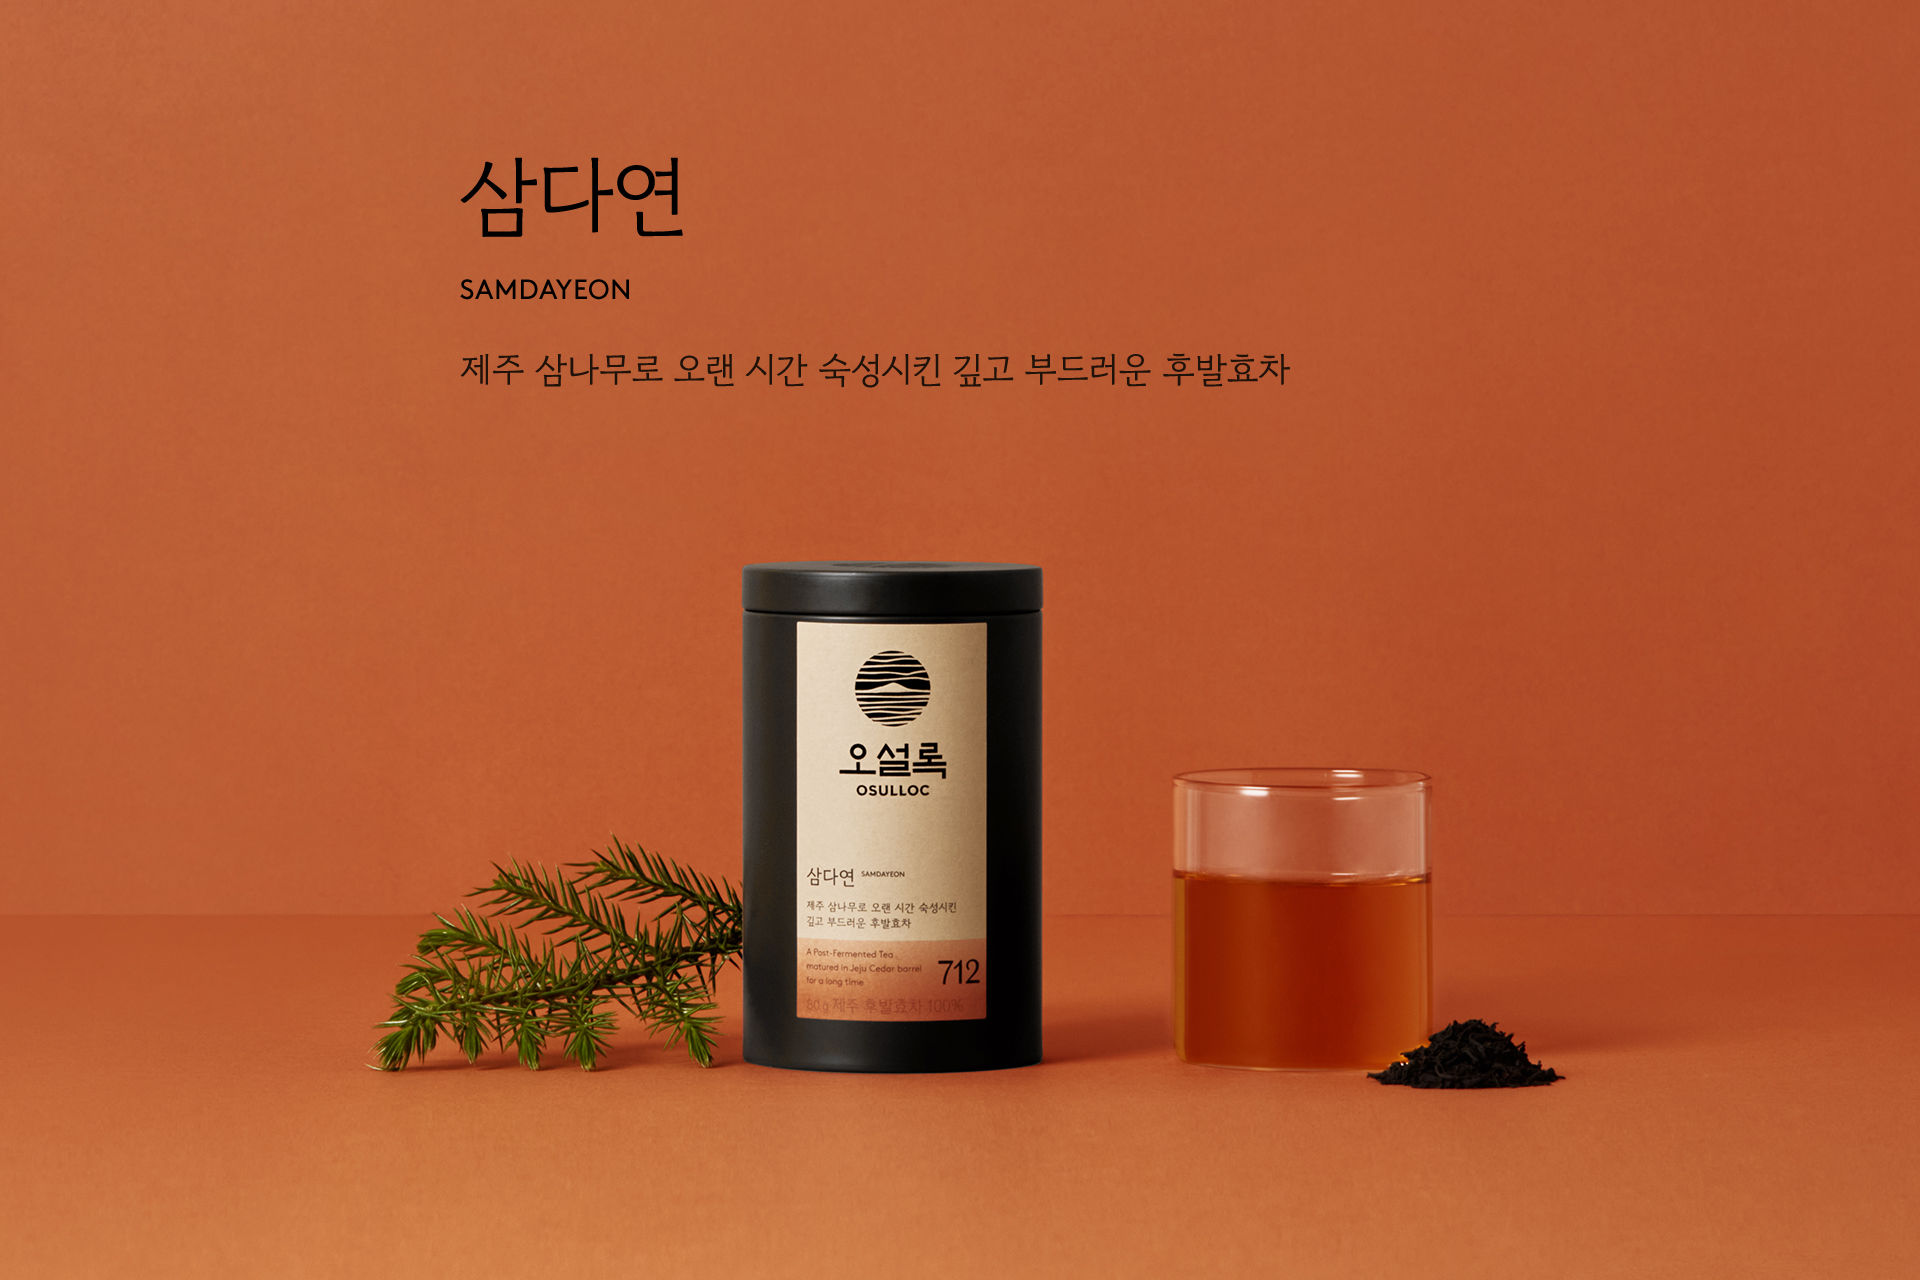 삼다연
SAMDAYEON
제주 삼나무로 오랜 시간 숙성시킨 깊고 부드러운 후발효차
오설록
OSULLOC
삼다연 SAMDAYEON
제주 삼나무로 오랜 시간 숙성시킨
깊고 부드러운 후발효차
A Post-Fermented Tea
matured in Jeju Cedar barrel
for a long time
712
80 g 제주 후발효차 100%